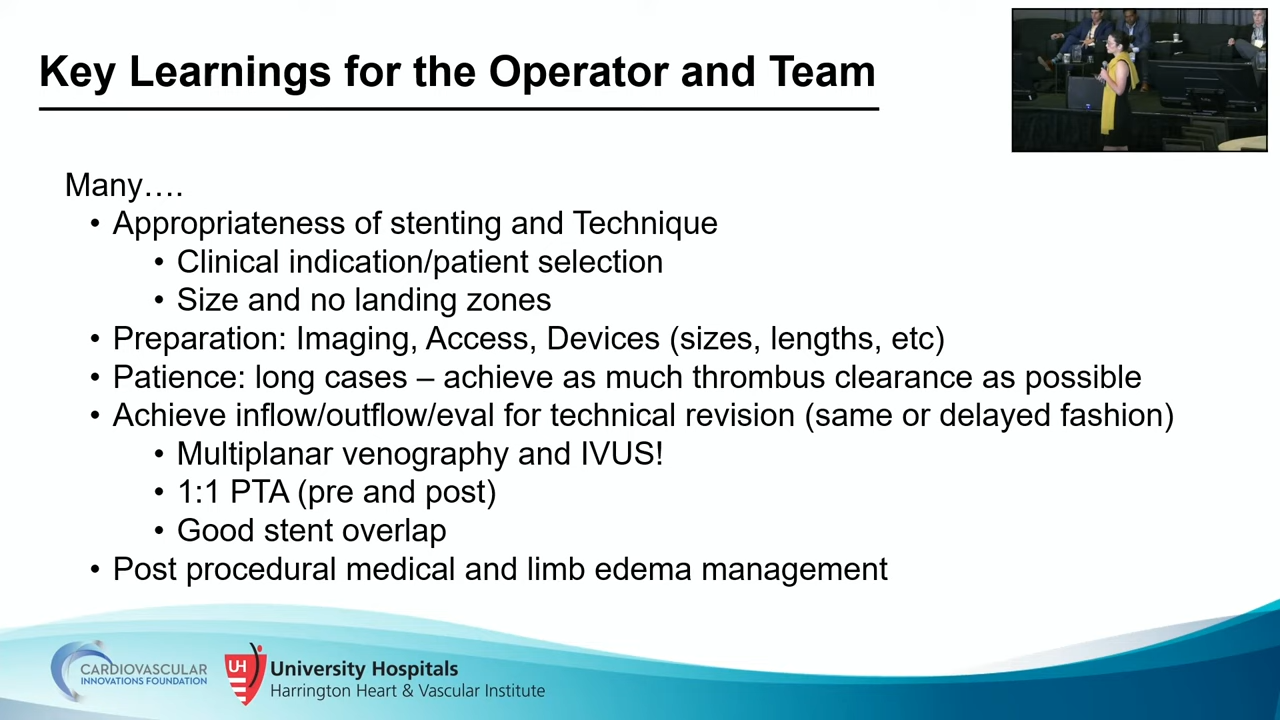 Key Learnings for the Operator and Team
Many….
• Appropriateness of stenting and Technique
• Clinical indication/patient selection
• Size and no landing zones
• Preparation: Imaging, Access, Devices (sizes, lengths, etc)
• Patience: long cases – achieve as much thrombus clearance as possible
• Achieve inflow/outflow/eval for technical revision (same or delayed fashion)
• Multiplanar venography and IVUS!
• 1:1 PTA (pre and post)
• Good stent overlap
• Post procedural medical and limb edema management
CARDIOVASCULAR
INNOVATIONS FOUNDATION
UH
University Hospitals
Harrington Heart & Vascular Institute